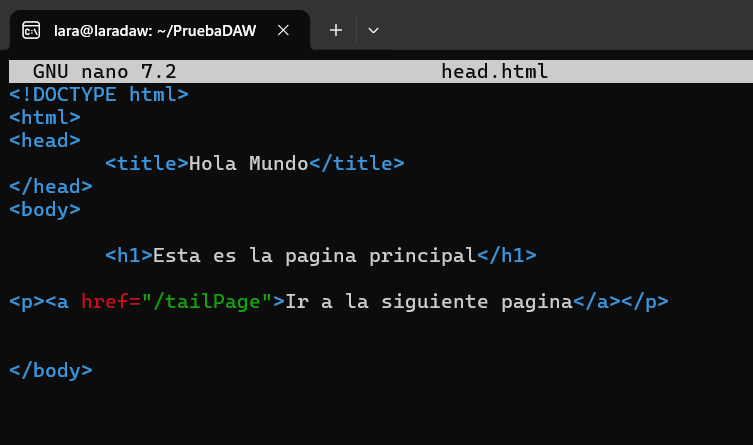 lara@laradaw: ~/PruebaDAW
GNU nano 7.2 head.html
<!DOCTYPE html>
<html>
<head>
<title>Hola Mundo</title>
</head>
<body>
<h1>Esta es la pagina principal</h1>
<p><a href="/tailPage">Ir a la siguiente pagina</a></p>
</body>